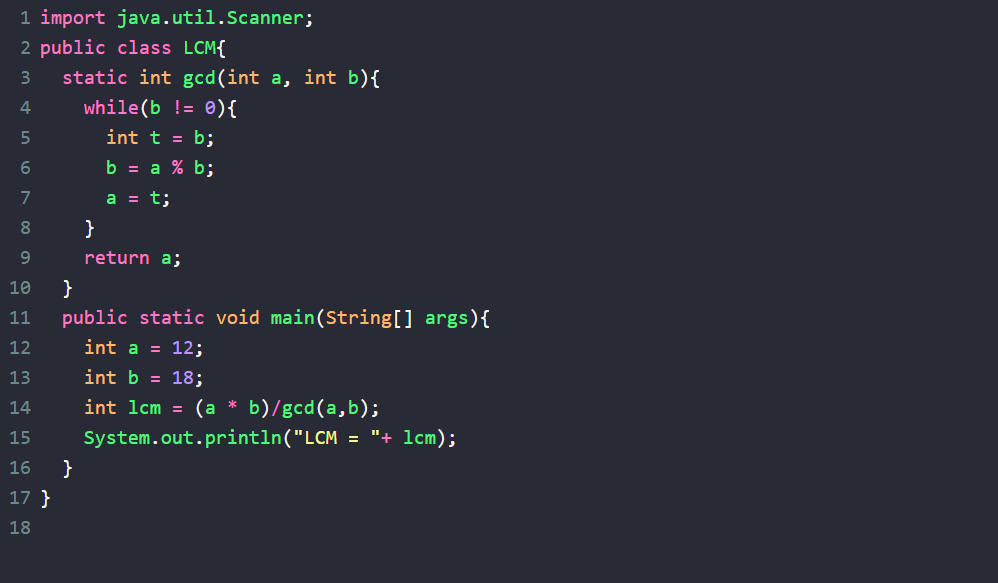 1 import java.util.Scanner;
2 public class LCM{
3   static int gcd(int a, int b){
4     while(b != 0){
5       int t = b;
6       b = a % b;
7       a = t;
8     }
9     return a;
10   }
11   public static void main(String[] args){
12     int a = 12;
13     int b = 18;
14     int lcm = (a * b)/gcd(a,b);
15     System.out.println("LCM = "+ lcm);
16   }
17 }
18